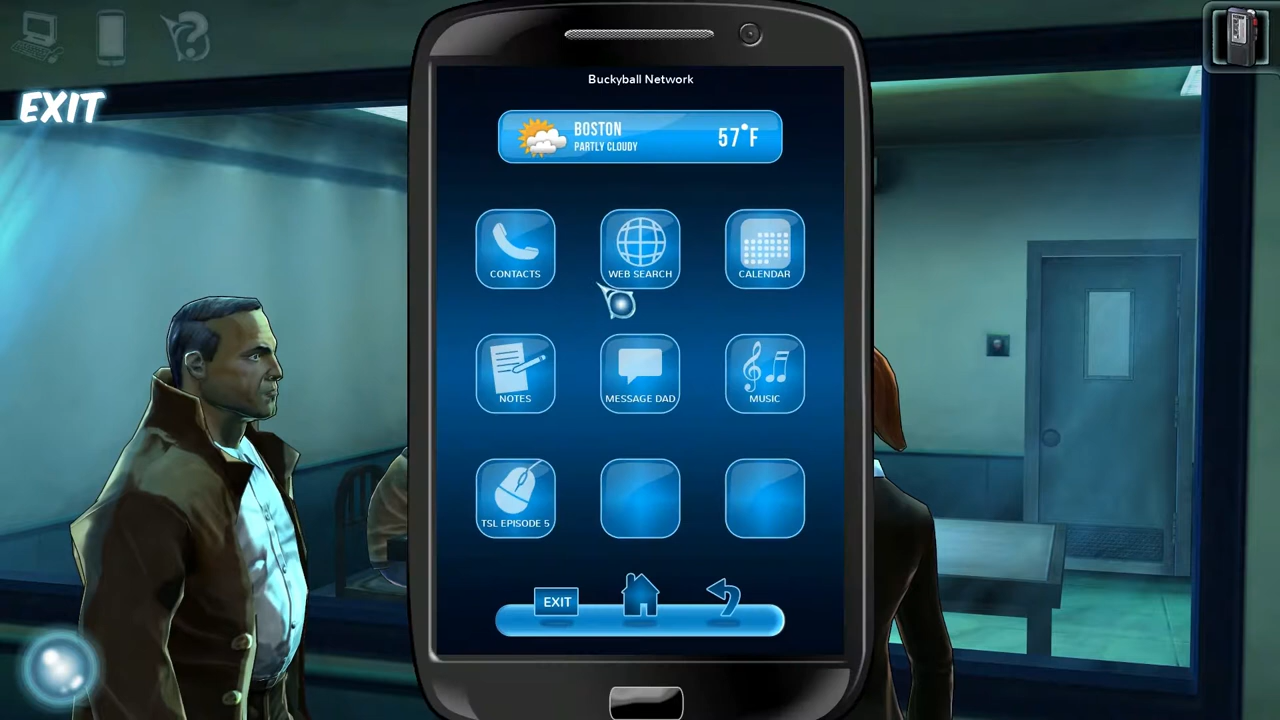 EXIT
Buckyball Network
BOSTON
PARTLY CLOUDY
57°F
CONTACTS
WEB SEARCH
CALENDAR
NOTES
MESSAGE DAD
MUSIC
TSL EPISODE 5
EXIT